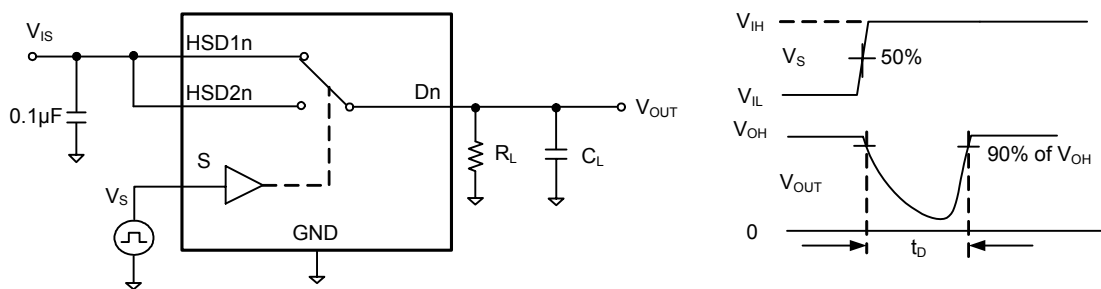 V_IS
HSD1n
HSD2n
0.1µF
Dn
V_OUT
R_L
C_L
S
V_S
GND
V_IH
V_S
50%
V_IL
V_OH
90% of V_OH
V_OUT
0
t_D